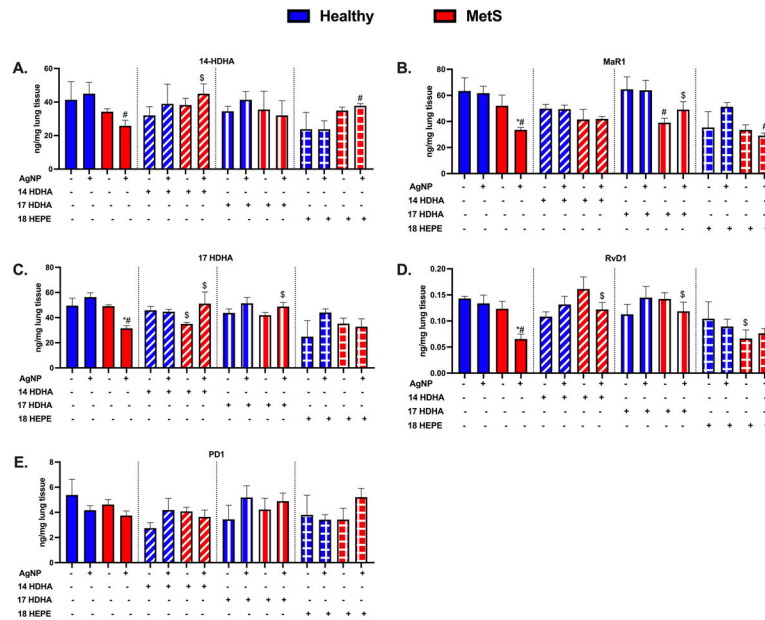 Healthy MetS
A.
14-HDHA
ng/mg lung tissue
60
40
20
0
# $ #
AgNP - + - + - + - + - + - + - + - +
14 HDHA - - - - + + + + - - - - - - - -
17 HDHA - - - - - - - - + + + + - - - -
18 HEPE - - - - - - - - - - - - + + + +
B.
MaR1
ng/mg lung tissue
100
80
60
40
20
0
*# # $ #
AgNP - + - + - + - + - + - + - + - +
14 HDHA - - - - + + + + - - - - - - - -
17 HDHA - - - - - - - - + + + + - - - -
18 HEPE - - - - - - - - - - - - + + + +
C.
17 HDHA
ng/mg lung tissue
80
60
40
20
0
*# $ $ $
AgNP - + - + - + - + - + - + - + - +
14 HDHA - - - - + + + + - - - - - - - -
17 HDHA - - - - - - - - + + + + - - - -
18 HEPE - - - - - - - - - - - - + + + +
D.
RvD1
ng/mg lung tissue
0.20
0.15
0.10
0.05
0.00
*# $ $ $
AgNP - + - + - + - + - + - + - + - +
14 HDHA - - - - + + + + - - - - - - - -
17 HDHA - - - - - - - - + + + + - - - -
18 HEPE - - - - - - - - - - - - + + + +
E.
PD1
ng/mg lung tissue
8
6
4
2
0
AgNP - + - + - + - + - + - + - + - +
14 HDHA - - - - + + + + - - - - - - - -
17 HDHA - - - - - - - - + + + + - - - -
18 HEPE - - - - - - - - - - - - + + + +